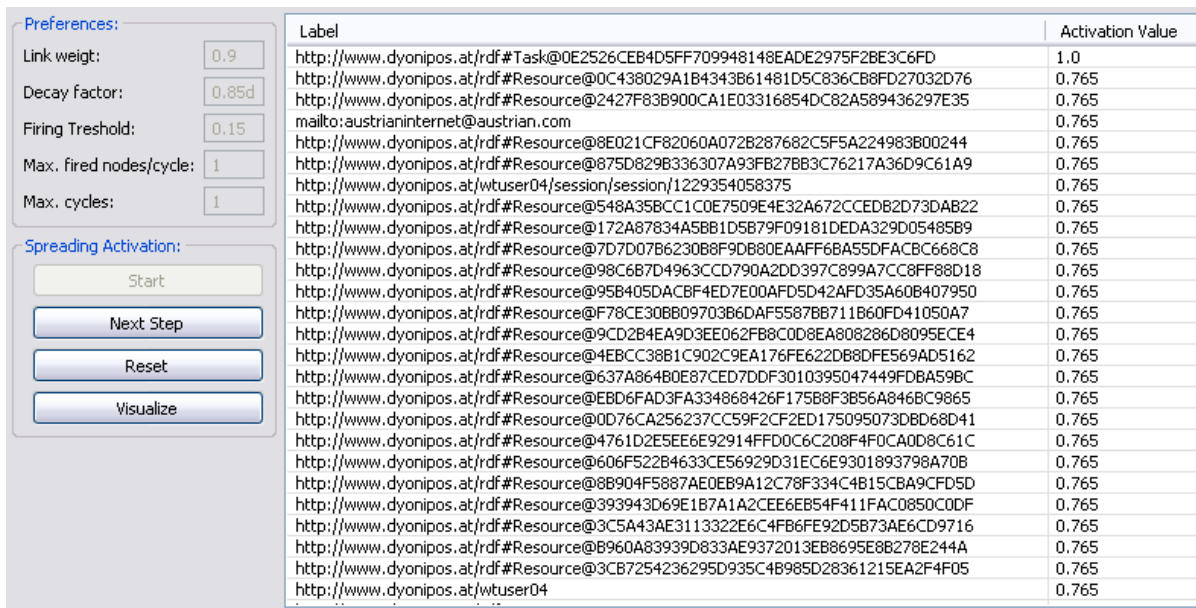 Preferences:
Link weigt: 0.9
Decay factor: 0.85d
Firing Treshold: 0.15
Max. fired nodes/cycle: 1
Max. cycles: 1
Spreading Activation:
Start
Next Step
Reset
Visualize
Label Activation Value
http://www.dyonipos.at/rdf#Task@0E2526CEB4D5FF709948148EADE2975F2BE3C6FD 1.0
http://www.dyonipos.at/rdf#Resource@0C438029A1B4343B61481D5C836CB8FD27032D76 0.765
http://www.dyonipos.at/rdf#Resource@2427F83B900CA1E03316854DC82A589436297E35 0.765
mailto:austrianinternet@austrian.com 0.765
http://www.dyonipos.at/rdf#Resource@8E021CF82060A072B287682C5F5A224983B00244 0.765
http://www.dyonipos.at/rdf#Resource@875D829B336307A93FB27BB3C76217A36D9C61A9 0.765
http://www.dyonipos.at/wtuser04/session/session/1229354058375 0.765
http://www.dyonipos.at/rdf#Resource@548A35BCC1C0E7509E4E32A672CCEDB2D73DAB22 0.765
http://www.dyonipos.at/rdf#Resource@172A87834A5BB1D5B79F09181DEDA329D05485B9 0.765
http://www.dyonipos.at/rdf#Resource@7D7D07B6230B8F9DB80EAAFF6BA55DFACBC668C8 0.765
http://www.dyonipos.at/rdf#Resource@98C6B7D4963CCD790A2DD397C899A7CC8FF88D18 0.765
http://www.dyonipos.at/rdf#Resource@95B405DACBF4ED7E00AFD5D42AFD35A60B407950 0.765
http://www.dyonipos.at/rdf#Resource@F78CE30BB09703B6DAF5587BB711B60FD41050A7 0.765
http://www.dyonipos.at/rdf#Resource@9CD2B4EA9D3EE062FB8C0D8EA808286D8095ECE4 0.765
http://www.dyonipos.at/rdf#Resource@4EBCC38B1C902C9EA176FE622DB8DFE569AD5162 0.765
http://www.dyonipos.at/rdf#Resource@637A864B0E87CED7DDF3010395047449FDBA59BC 0.765
http://www.dyonipos.at/rdf#Resource@EBD6FAD3FA334868426F175B8F3B56A846BC9865 0.765
http://www.dyonipos.at/rdf#Resource@0D76CA256237CC59F2CF2ED175095073DBD68D41 0.765
http://www.dyonipos.at/rdf#Resource@4761D2E5EE6E92914FFD0C6C208F4F0CA0D8C61C 0.765
http://www.dyonipos.at/rdf#Resource@606F522B4633CE56929D31EC6E9301893798A70B 0.765
http://www.dyonipos.at/rdf#Resource@8B904F5887AE0EB9A12C78F334C4B15CBA9CFD5D 0.765
http://www.dyonipos.at/rdf#Resource@393943D69E1B7A1A2CEE6EB54F411FAC0850C0DF 0.765
http://www.dyonipos.at/rdf#Resource@3C5A43AE3113322E6C4FB6FE92D5B73AE6CD9716 0.765
http://www.dyonipos.at/rdf#Resource@B960A83939D833AE9372013EB8695E8B278E244A 0.765
http://www.dyonipos.at/rdf#Resource@3CB7254236295D935C4B985D28361215EA2F4F05 0.765
http://www.dyonipos.at/wtuser04 0.765